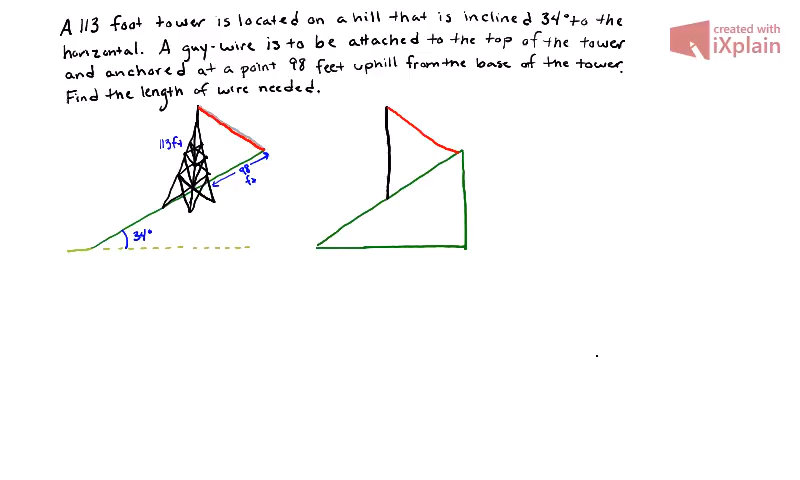 A 113 foot tower is located on a hill that is inclined 34° to the
horizontal. A guy-wire is to be attached to the top of the tower
and anchored at a point 98 feet uphill from the base of the tower.
Find the length of wire needed.
created with
iXplain
113ft
98
ft
34°